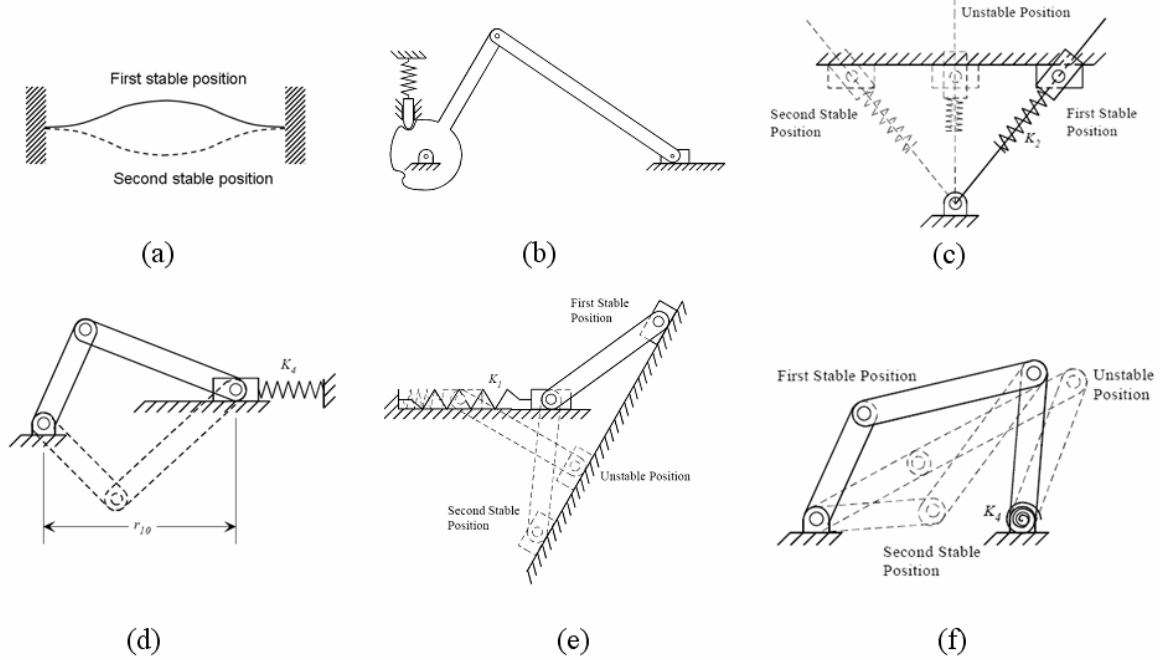 First stable position
Second stable position
(a)
(b)
Unstable Position
Second Stable
Position
First Stable
Position
K2
(c)
K4
r10
(d)
First Stable
Position
K1
Unstable Position
Second Stable
Position
(e)
First Stable Position
Unstable
Position
K4
Second Stable
Position
(f)